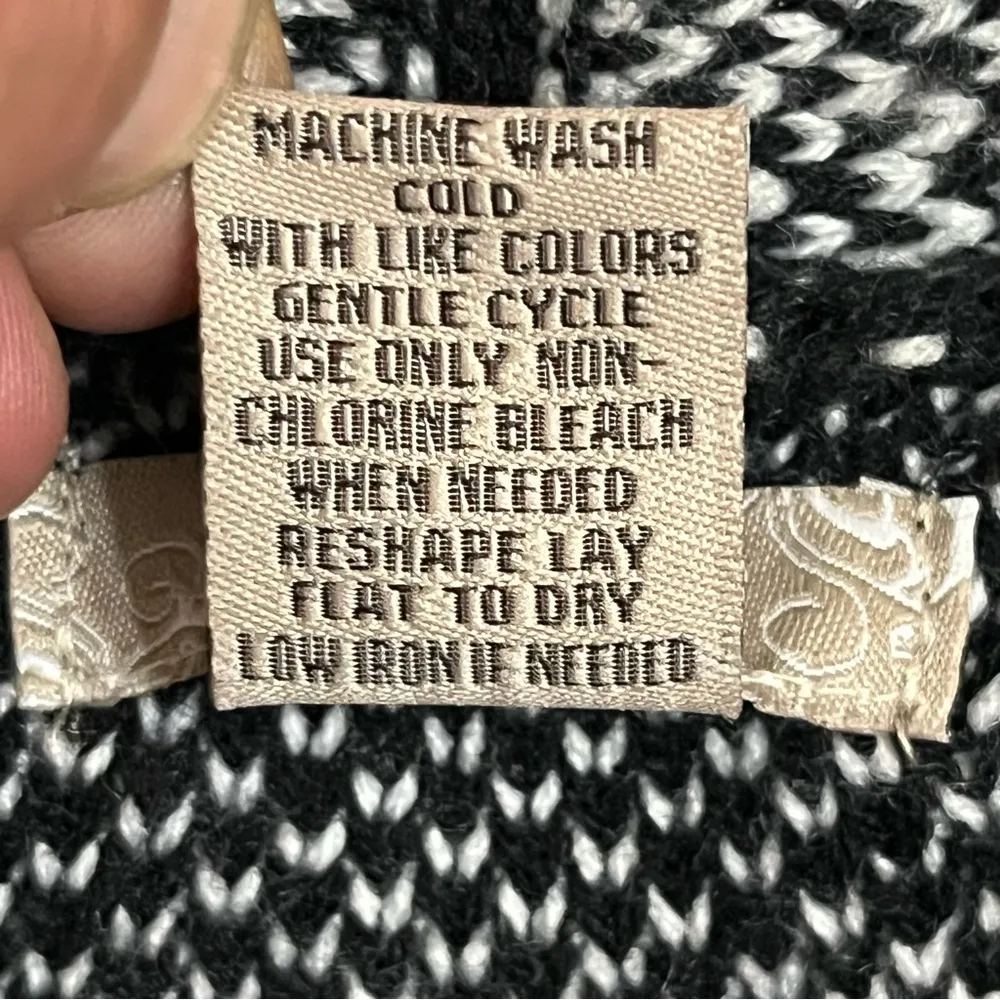 MACHINE WASH
COLD
WITH LIKE COLORS
GENTLE CYCLE
USE ONLY NON-
CHLORINE BLEACH
WHEN NEEDED
RESHAPE LAY
FLAT TO DRY
LOW IRON IF NEEDED